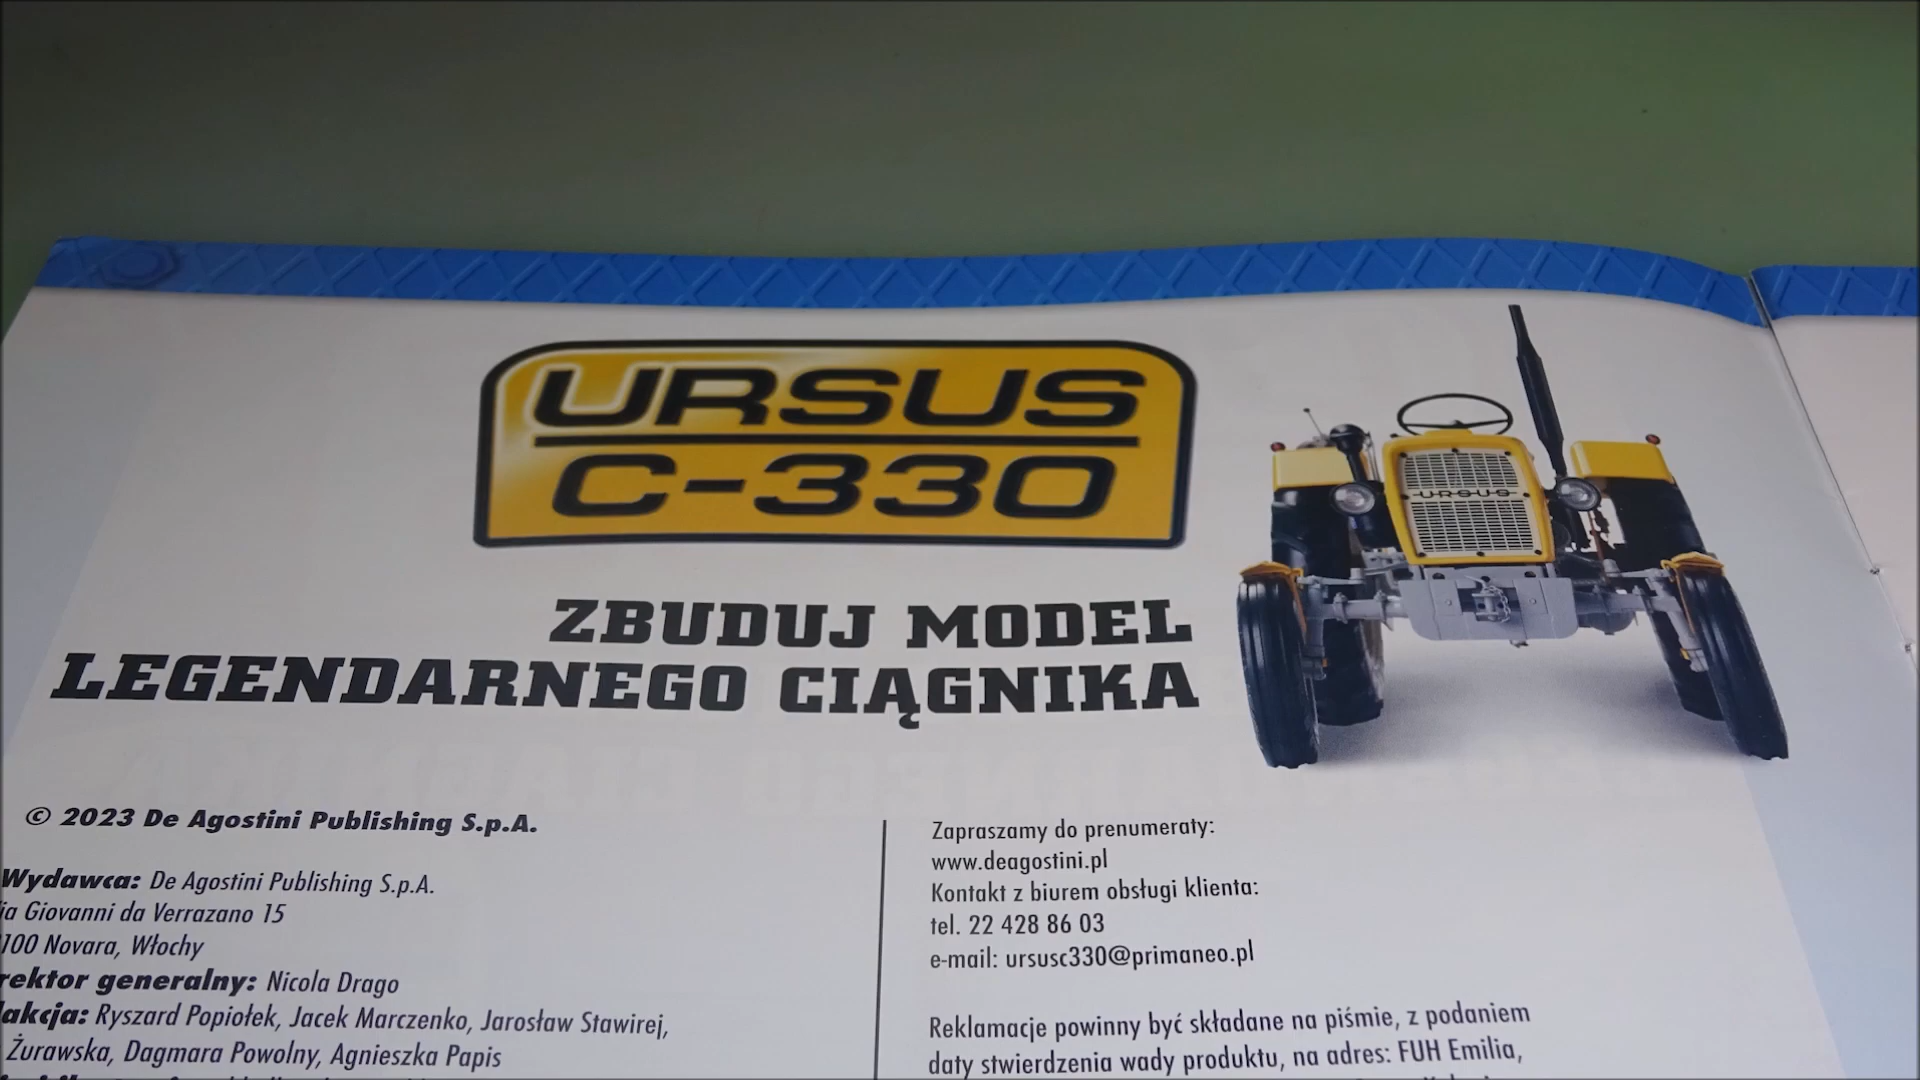 URSUS
C-330
URSUS
ZBUDUJ MODEL
LEGENDARNEGO CIĄGNIKA
© 2023 De Agostini Publishing S.p.A.
Wydawca: De Agostini Publishing S.p.A.
Giovanni da Verrazano 15
100 Novara, Włochy
rektor generalny: Nicola Drago
akcja: Ryszard Popiołek, Jacek Marczenko, Jarosław Stawirej,
Żurawska, Dagmara Powolny, Agnieszka Papis
Zapraszamy do prenumeraty:
www.deagostini.pl
Kontakt z biurem obsługi klienta:
tel. 22 428 86 03
e-mail: ursusc330@primaneo.pl
Reklamacje powinny być składane na piśmie, z podaniem
daty stwierdzenia wady produktu, na adres: FUH Emilia,